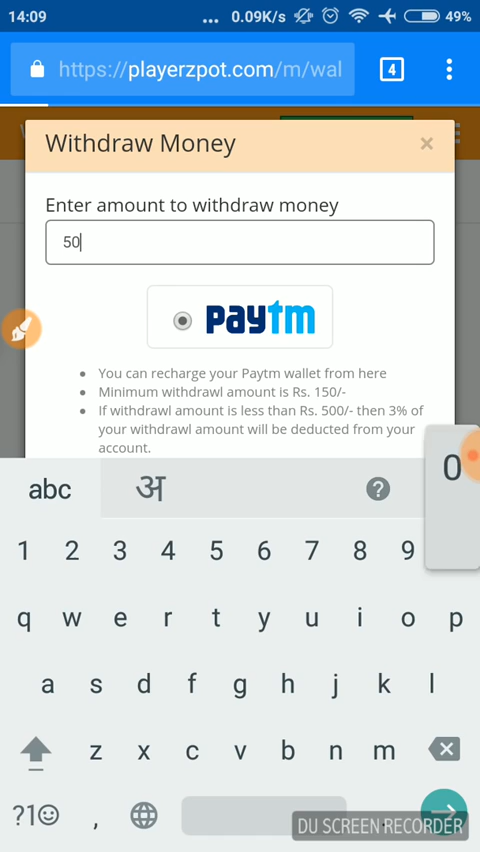 14:09 ... 0.09K/s 49%
https://playerzpot.com/m/wal 4
Withdraw Money ×
Enter amount to withdraw money
50
paytm
You can recharge your Paytm wallet from here
Minimum withdrawl amount is Rs. 150/-
If withdrawl amount is less than Rs. 500/- then 3% of
your withdrawl amount will be deducted from your
account.
abc अ ? 0
1 2 3 4 5 6 7 8 9
q w e r t y u i o p
a s d f g h j k l
z x c v b n m
?1☺ , .
DU SCREEN RECORDER